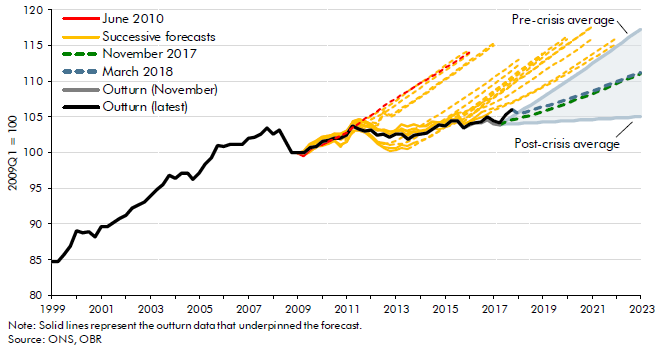 120
115
110
105
100
95
90
85
80
2009Q1 = 100
June 2010
Successive forecasts
November 2017
March 2018
Outturn (November)
Outturn (latest)
Pre-crisis average
Post-crisis average
1999 2001 2003 2005 2007 2009 2011 2013 2015 2017 2019 2021 2023
Note: Solid lines represent the outturn data that underpinned the forecast.
Source: ONS, OBR